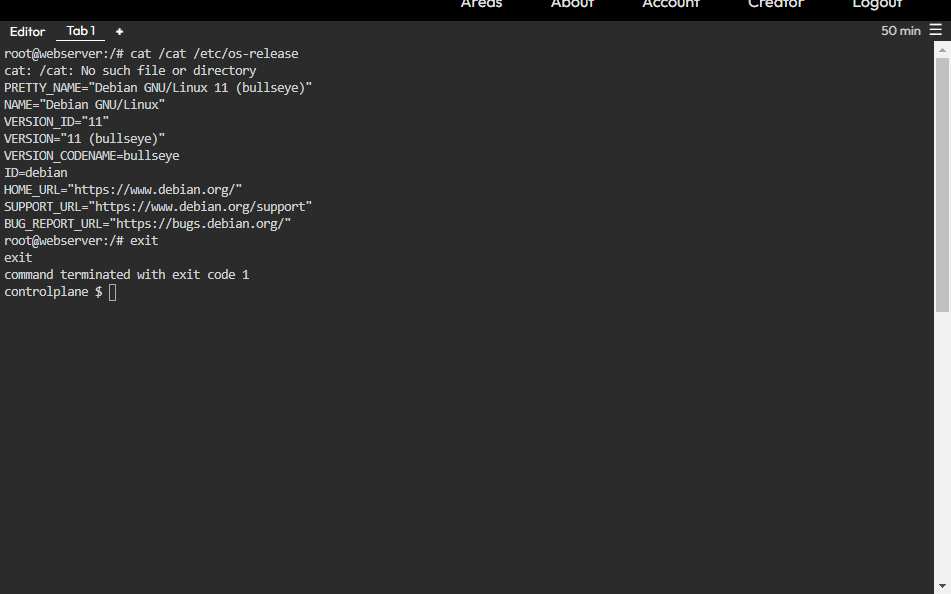 Areas About Account Creator Logout
Editor Tab 1 + 50 min
root@webserver:/# cat /cat /etc/os-release
cat: /cat: No such file or directory
PRETTY_NAME="Debian GNU/Linux 11 (bullseye)"
NAME="Debian GNU/Linux"
VERSION_ID="11"
VERSION="11 (bullseye)"
VERSION_CODENAME=bullseye
ID=debian
HOME_URL="https://www.debian.org/"
SUPPORT_URL="https://www.debian.org/support"
BUG_REPORT_URL="https://bugs.debian.org/"
root@webserver:/# exit
exit
command terminated with exit code 1
controlplane $